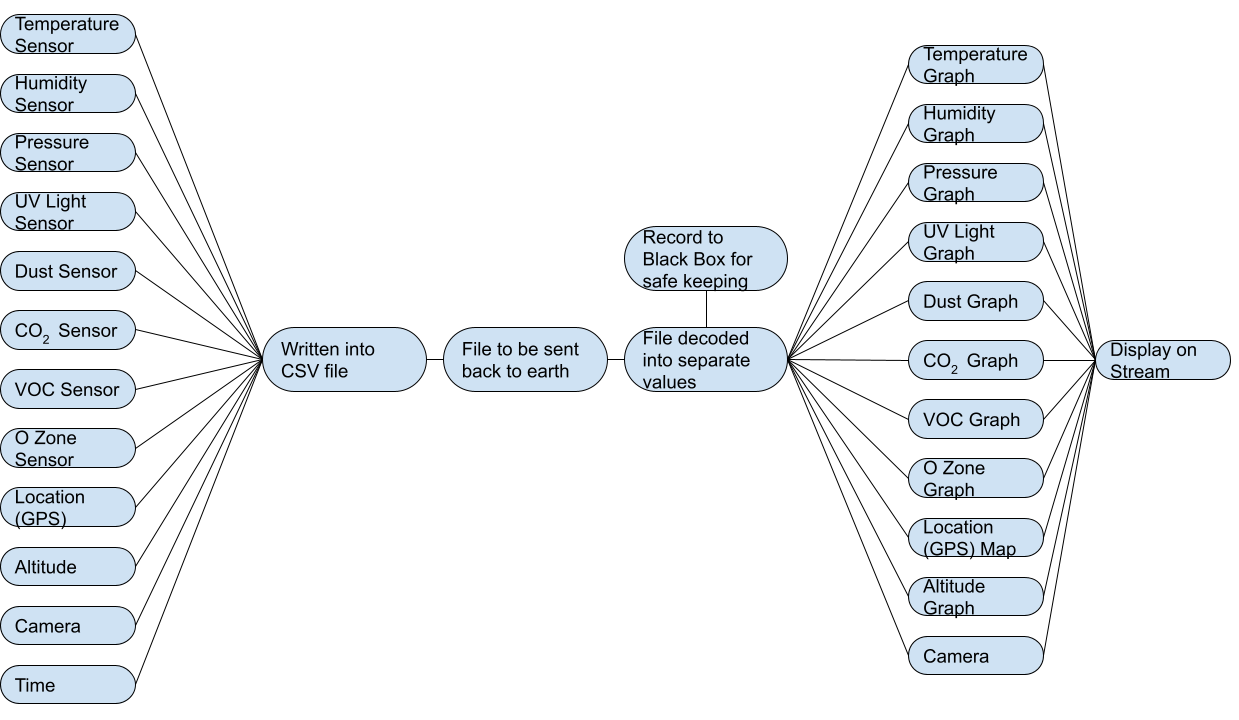 Temperature
Sensor
Humidity
Sensor
Pressure
Sensor
UV Light
Sensor
Dust Sensor
CO2 Sensor
VOC Sensor
O Zone
Sensor
Location
(GPS)
Altitude
Camera
Time
Written into
CSV file
File to be sent
back to earth
Record to
Black Box for
safe keeping
File decoded
into separate
values
Temperature
Graph
Humidity
Graph
Pressure
Graph
UV Light
Graph
Dust Graph
CO2 Graph
VOC Graph
O Zone
Graph
Location
(GPS) Map
Altitude
Graph
Camera
Display on
Stream